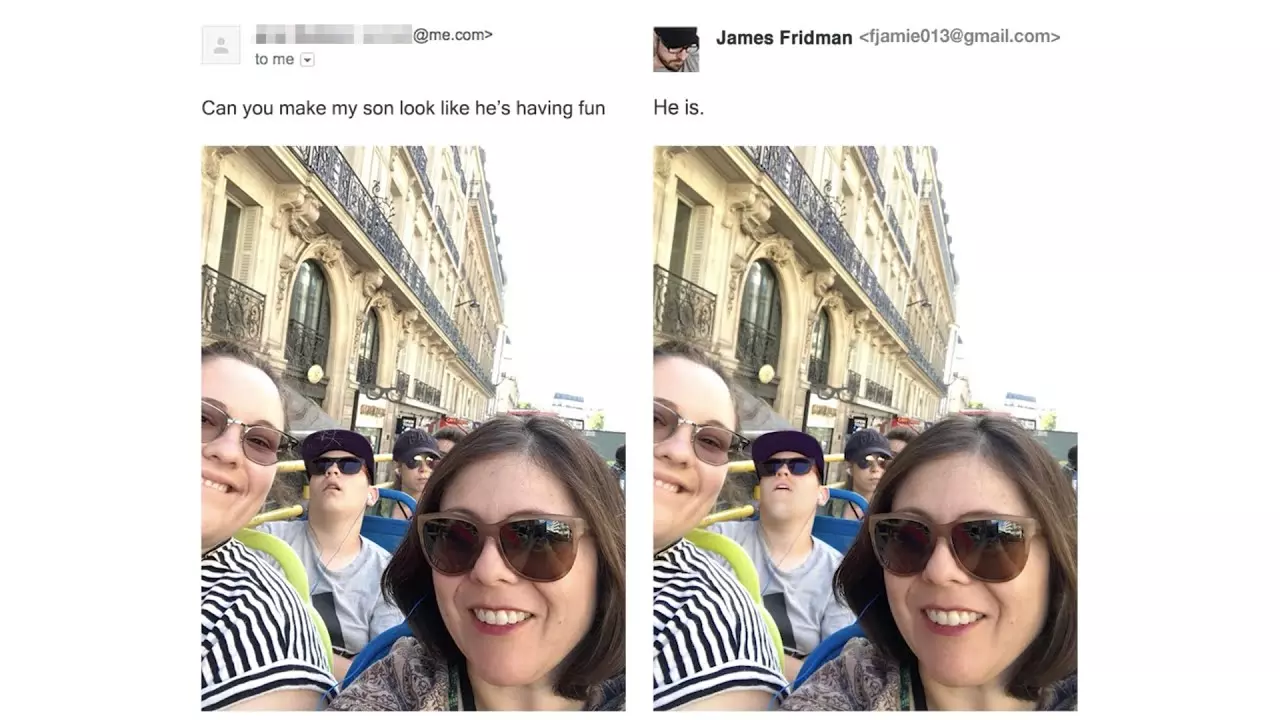 @me.com>
to me
Can you make my son look like he's having fun
James Fridman <fjamie013@gmail.com>
He is.